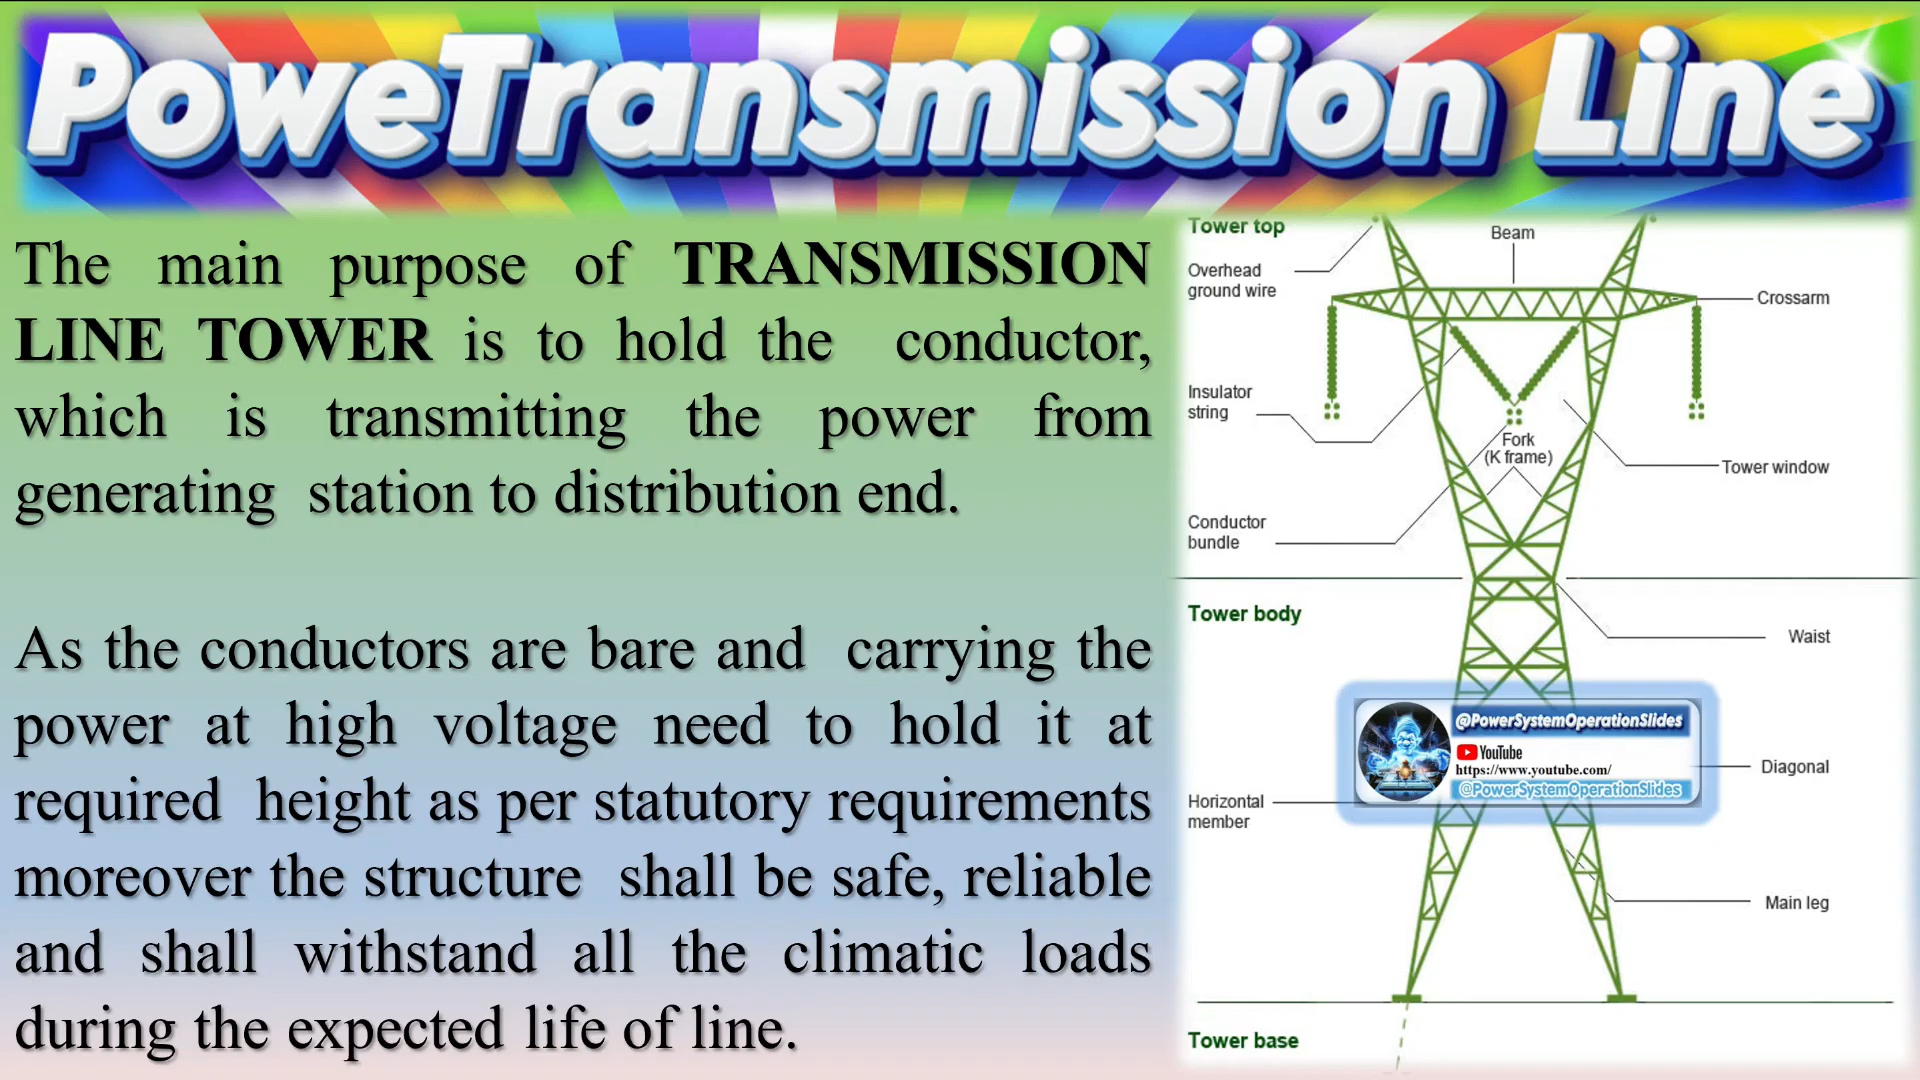 PoweTransmission Line
The main purpose of TRANSMISSION
LINE TOWER is to hold the conductor,
which is transmitting the power from
generating station to distribution end.
As the conductors are bare and carrying the
power at high voltage need to hold it at
required height as per statutory requirements
moreover the structure shall be safe, reliable
and shall withstand all the climatic loads
during the expected life of line.
Tower top
Beam
Overhead
ground wire
Crossarm
Insulator
string
Fork
(K frame)
Tower window
Conductor
bundle
Tower body
Waist
@PowerSystemOperationSlides
YouTube
https://www.youtube.com/
@PowerSystemOperationSlides
Diagonal
Horizontal
member
Main leg
Tower base